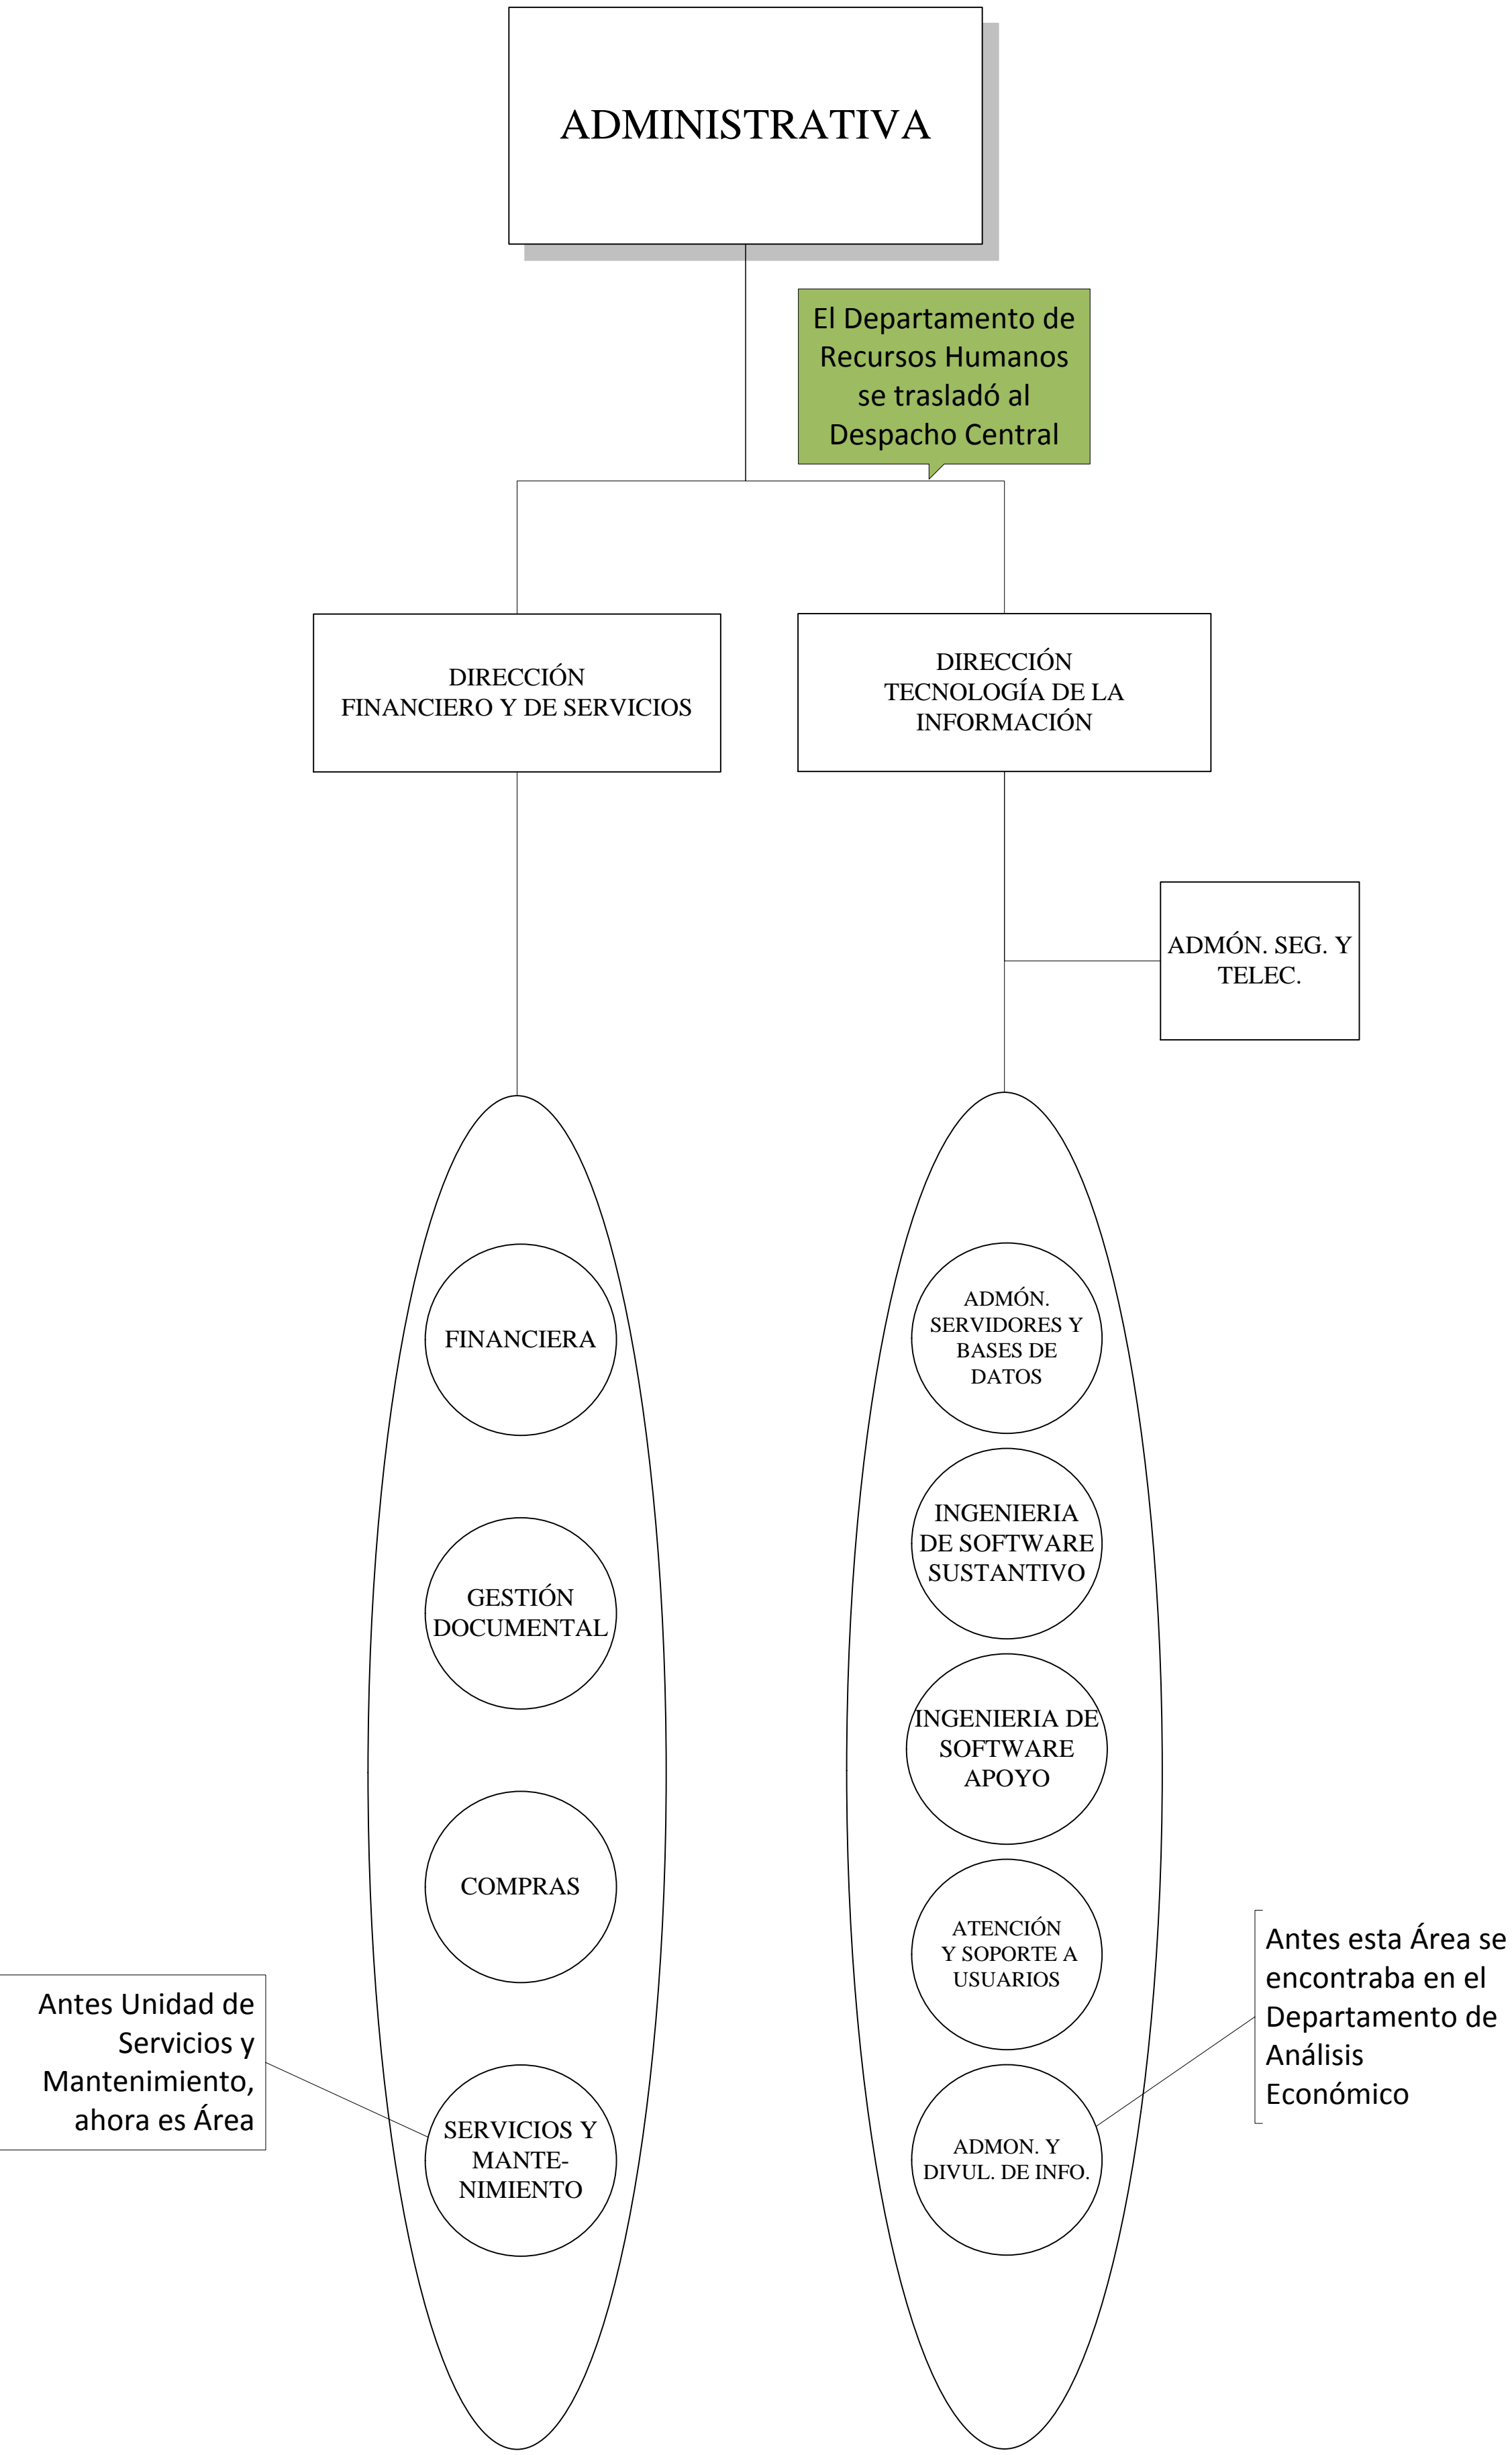 ADMINISTRATIVA
El Departamento de
Recursos Humanos
se trasladó al
Despacho Central
DIRECCIÓN
FINANCIERO Y DE SERVICIOS
DIRECCIÓN
TECNOLOGÍA DE LA
INFORMACIÓN
ADMÓN. SEG. Y
TELEC.
FINANCIERA
GESTIÓN
DOCUMENTAL
COMPRAS
SERVICIOS Y
MANTE-
NIMIENTO
Antes Unidad de
Servicios y
Mantenimiento,
ahora es Área
ADMÓN.
SERVIDORES Y
BASES DE
DATOS
INGENIERIA
DE SOFTWARE
SUSTANTIVO
INGENIERIA DE
SOFTWARE
APOYO
ATENCIÓN
Y SOPORTE A
USUARIOS
ADMON. Y
DIVUL. DE INFO.
Antes esta Área se
encontraba en el
Departamento de
Análisis
Económico